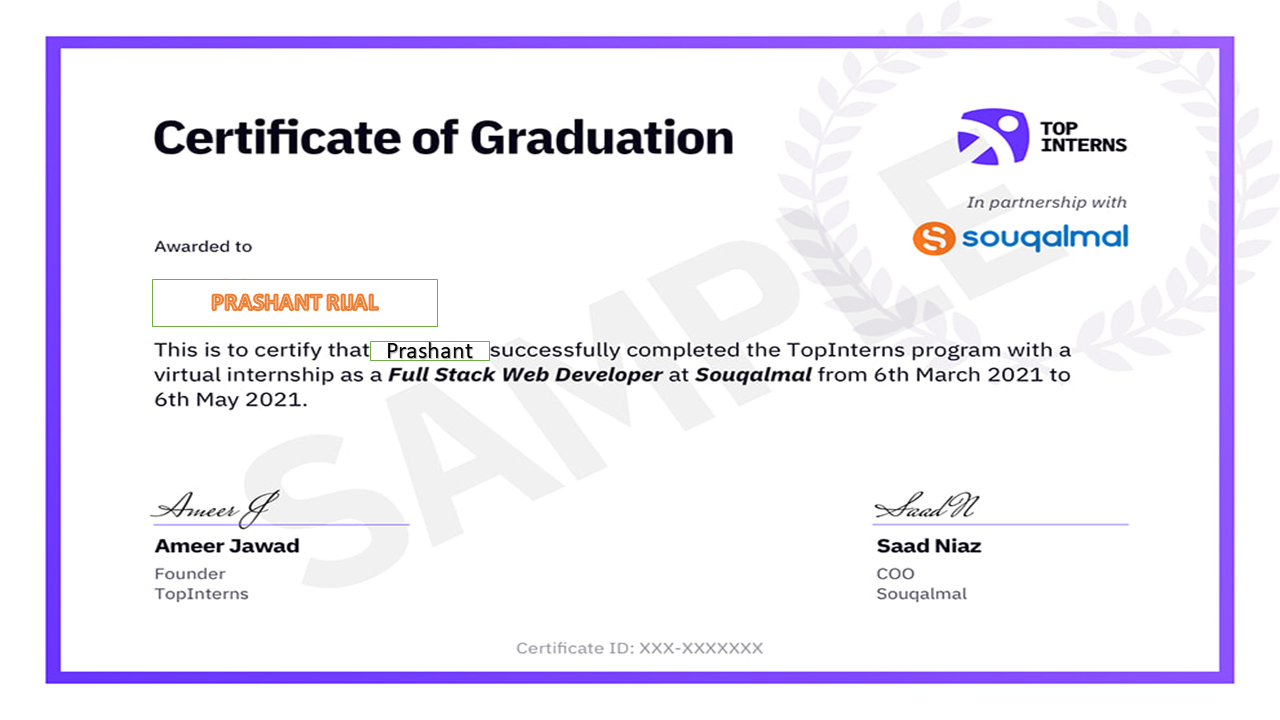 Certificate of Graduation
TOP
INTERNS
In partnership with
souqalmal
Awarded to
PRASHANT RIJAL
This is to certify that Prashant successfully completed the TopInterns program with a
virtual internship as a Full Stack Web Developer at Souqalmal from 6th March 2021 to
6th May 2021.
SAMPLE
Ameer J
Saad N
Ameer Jawad
Saad Niaz
Founder
COO
TopInterns
Souqalmal
Certificate ID: XXX-XXXXXXX